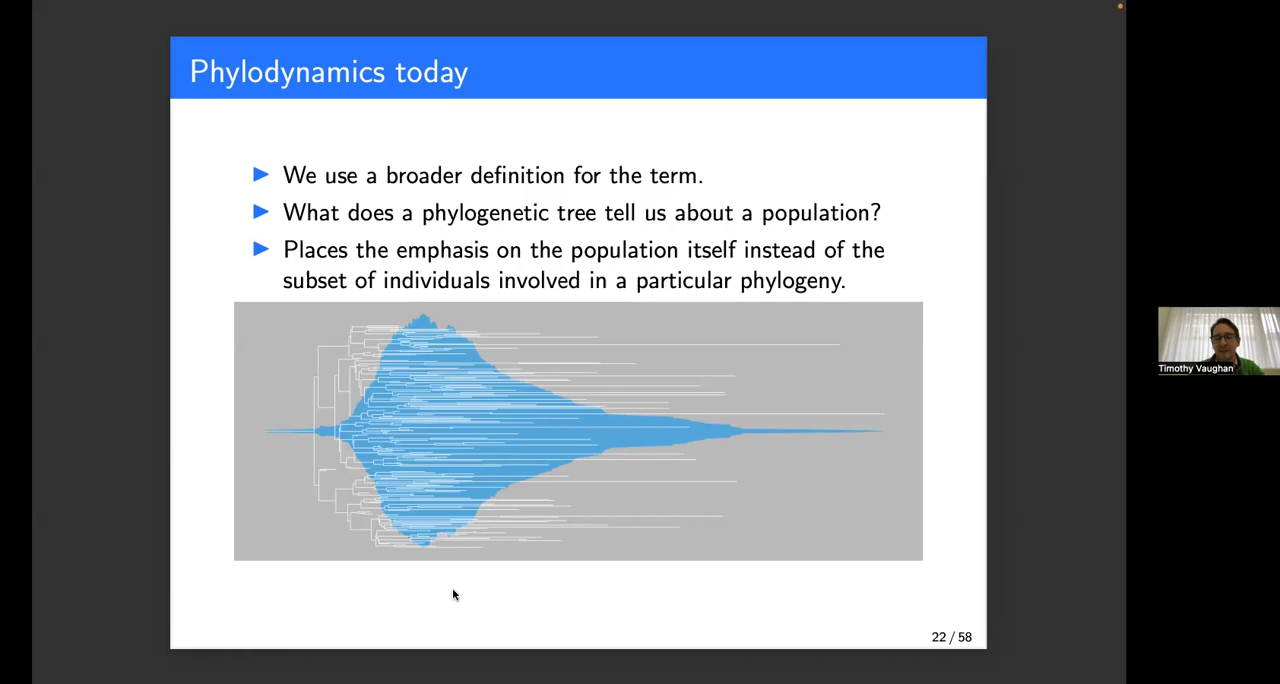 Phylodynamics today
We use a broader definition for the term.
What does a phylogenetic tree tell us about a population?
Places the emphasis on the population itself instead of the
subset of individuals involved in a particular phylogeny.
Timothy Vaughan
22 / 58